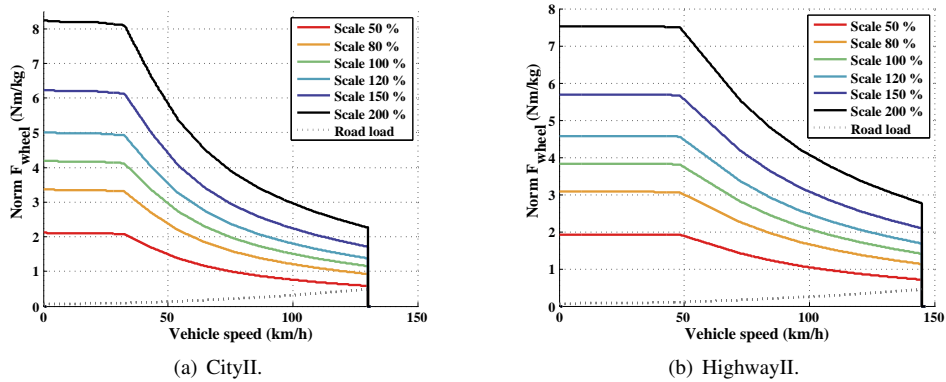 8
7
6
5
4
3
2
1
0
Norm F wheel (Nm/kg)
Scale 50 %
Scale 80 %
Scale 100 %
Scale 120 %
Scale 150 %
Scale 200 %
Road load
0 50 100 150
Vehicle speed (km/h)
(a) CityII.
8
7
6
5
4
3
2
1
0
Norm F wheel (Nm/kg)
Scale 50 %
Scale 80 %
Scale 100 %
Scale 120 %
Scale 150 %
Scale 200 %
Road load
0 50 100 150
Vehicle speed (km/h)
(b) HighwayII.